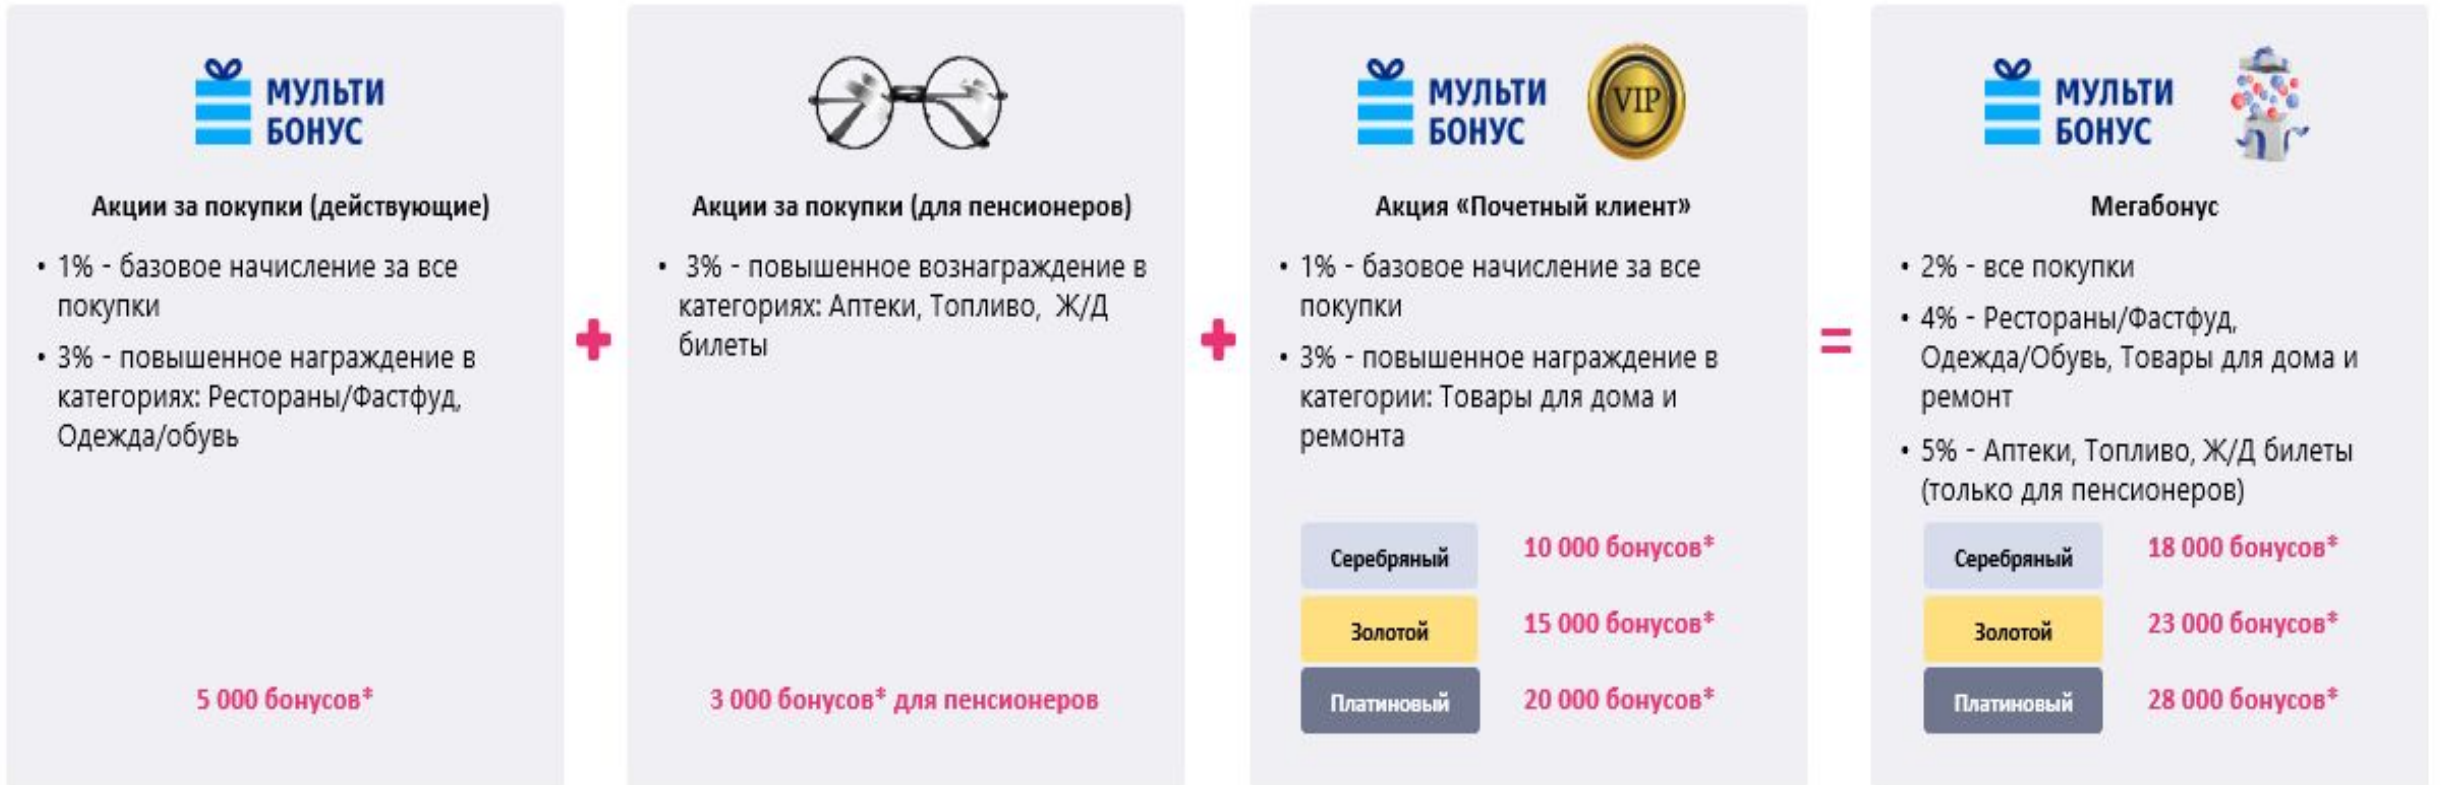 МУЛЬТИ
БОНУС
Акции за покупки (действующие)
• 1% - базовое начисление за все
покупки
• 3% - повышенное награждение в
категориях: Рестораны/Фастфуд,
Одежда/обувь
5 000 бонусов*
+
Акции за покупки (для пенсионеров)
• 3% - повышенное вознаграждение в
категориях: Аптеки, Топливо, Ж/Д
билеты
3 000 бонусов* для пенсионеров
+
МУЛЬТИ
БОНУС
VIP
Акция «Почетный клиент»
• 1% - базовое начисление за все
покупки
• 3% - повышенное награждение в
категории: Товары для дома и
ремонта
Серебряный 10 000 бонусов*
Золотой 15 000 бонусов*
Платиновый 20 000 бонусов*
=
МУЛЬТИ
БОНУС
Мегабонус
• 2% - все покупки
• 4% - Рестораны/Фастфуд,
Одежда/Обувь, Товары для дома и
ремонт
• 5% - Аптеки, Топливо, Ж/Д билеты
(только для пенсионеров)
Серебряный 18 000 бонусов*
Золотой 23 000 бонусов*
Платиновый 28 000 бонусов*